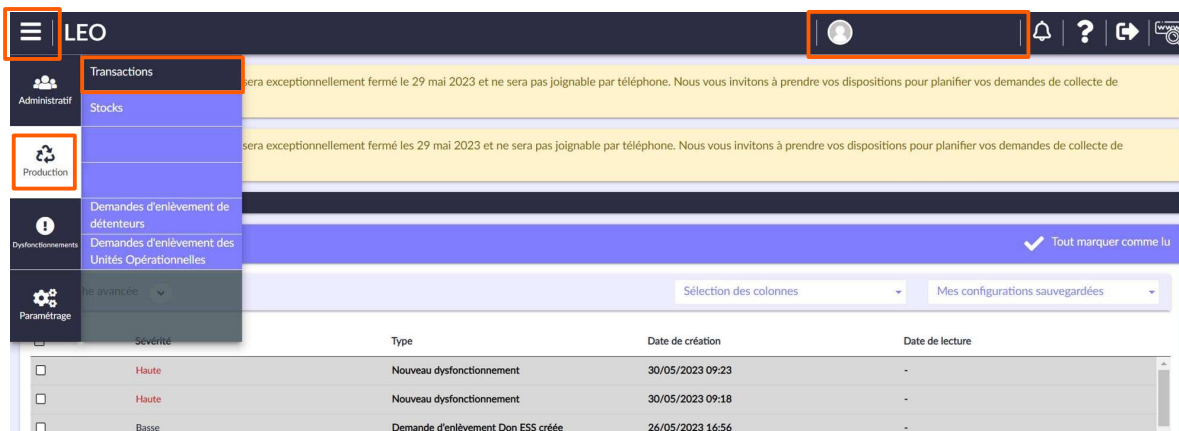 LEO
www
Administratif
Transactions
Stocks
sera exceptionnellement fermé le 29 mai 2023 et ne sera pas joignable par téléphone. Nous vous invitons à prendre vos dispositions pour planifier vos demandes de collecte de
Production
sera exceptionnellement fermé les 29 mai 2023 et ne sera pas joignable par téléphone. Nous vous invitons à prendre vos dispositions pour planifier vos demandes de collecte de
Demandes d'enlèvement de
détenteurs
Dysfonctionnements
Demandes d'enlèvement des
Unités Opérationnelles
Tout marquer comme lu
Paramétrage
he avancée
Sélection des colonnes
Mes configurations sauvegardées
Sévérité Type Date de création Date de lecture
Haute Nouveau dysfonctionnement 30/05/2023 09:23 -
Haute Nouveau dysfonctionnement 30/05/2023 09:18 -
Basse Demande d'enlèvement Don ESS créée 26/05/2023 16:56 -